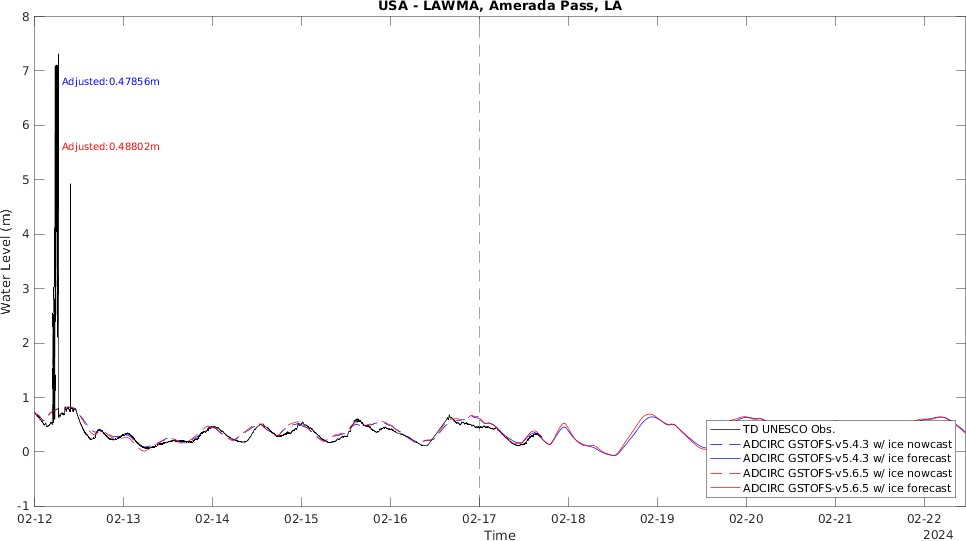 USA - LAWMA, Amerada Pass, LA
8
7
6
5
4
3
2
1
0
-1
Water Level (m)
Adjusted:0.47856m
Adjusted:0.48802m
TD UNESCO Obs.
ADCIRC GSTOFS-v5.4.3 w/ ice nowcast
ADCIRC GSTOFS-v5.4.3 w/ ice forecast
ADCIRC GSTOFS-v5.6.5 w/ ice nowcast
ADCIRC GSTOFS-v5.6.5 w/ ice forecast
02-12 02-13 02-14 02-15 02-16 02-17 02-18 02-19 02-20 02-21 02-22
Time
2024